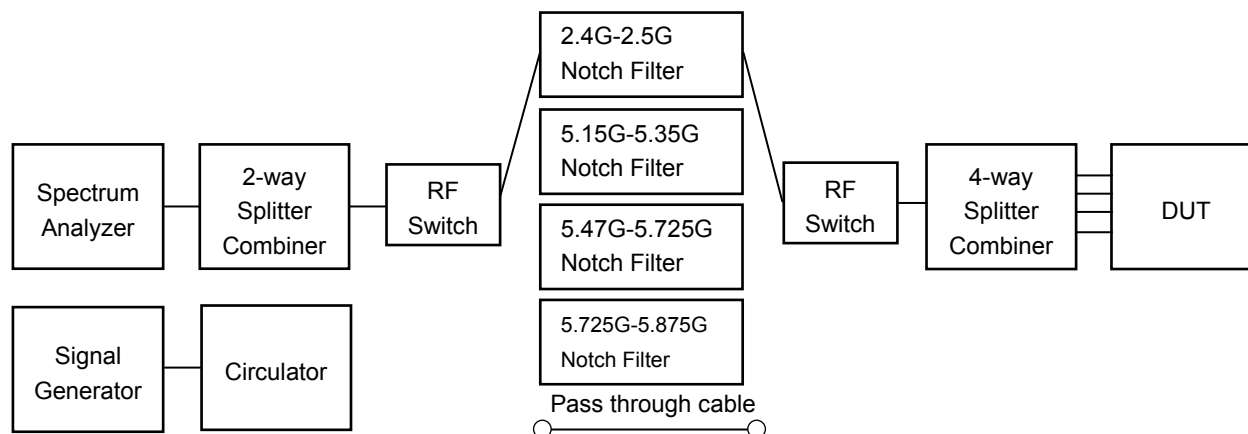 2.4G-2.5G
Notch Filter
5.15G-5.35G
Notch Filter
5.47G-5.725G
Notch Filter
5.725G-5.875G
Notch Filter
Pass through cable
Spectrum
Analyzer
2-way
Splitter
Combiner
RF
Switch
RF
Switch
4-way
Splitter
Combiner
DUT
Signal
Generator
Circulator